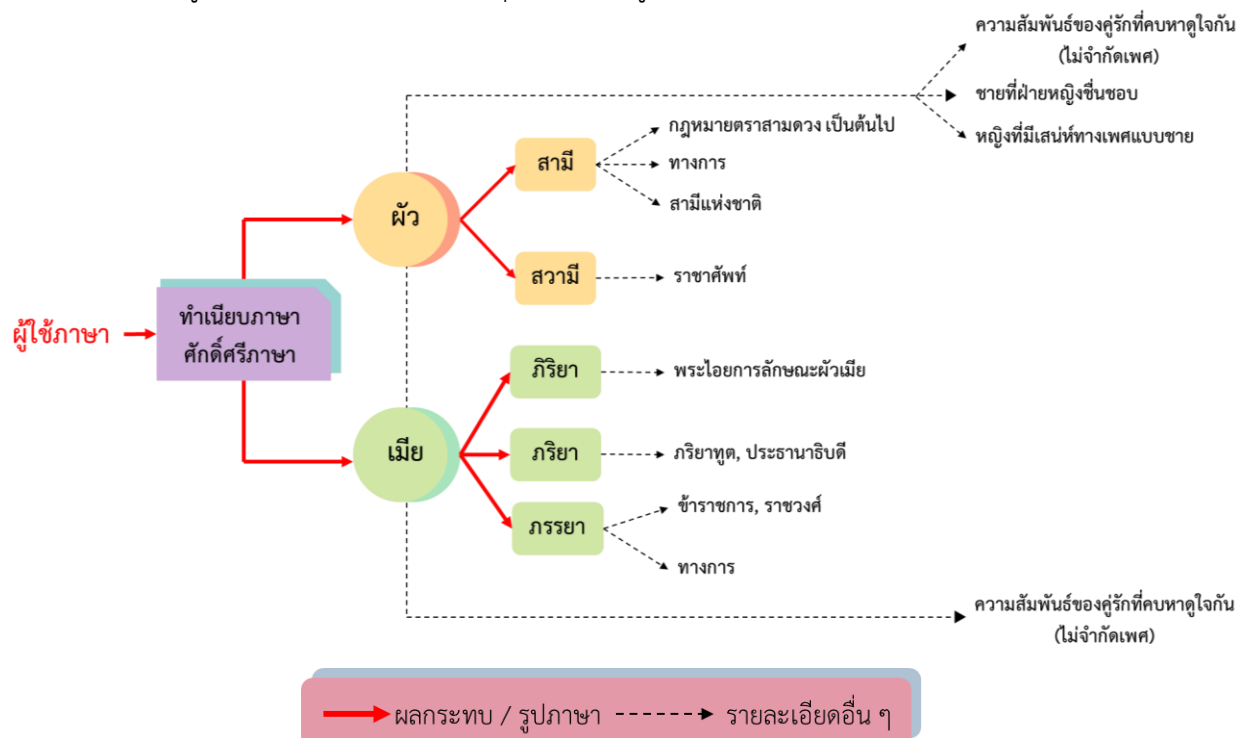 ความสัมพันธ์ของคู่รักที่คบหาดูใจกัน
(ไม่จำกัดเพศ)
ชายที่ฝ่ายหญิงชื่นชอบ
หญิงที่มีเสน่ห์ทางเพศแบบชาย
กฎหมายตราสามดวง เป็นต้นไป
สามี
ทางการ
สามีแห่งชาติ
ผัว
สวามี
ราชาศัพท์
ผู้ใช้ภาษา
ทำเนียบภาษา
ศักดิ์ศรีภาษา
ภิริยา
พระไอยการลักษณะผัวเมีย
เมีย
ภริยา
ภริยาทูต, ประธานาธิบดี
ภรรยา
ข้าราชการ, ราชวงศ์
ทางการ
ความสัมพันธ์ของคู่รักที่คบหาดูใจกัน
(ไม่จำกัดเพศ)
ผลกระทบ / รูปภาษา
รายละเอียดอื่น ๆ